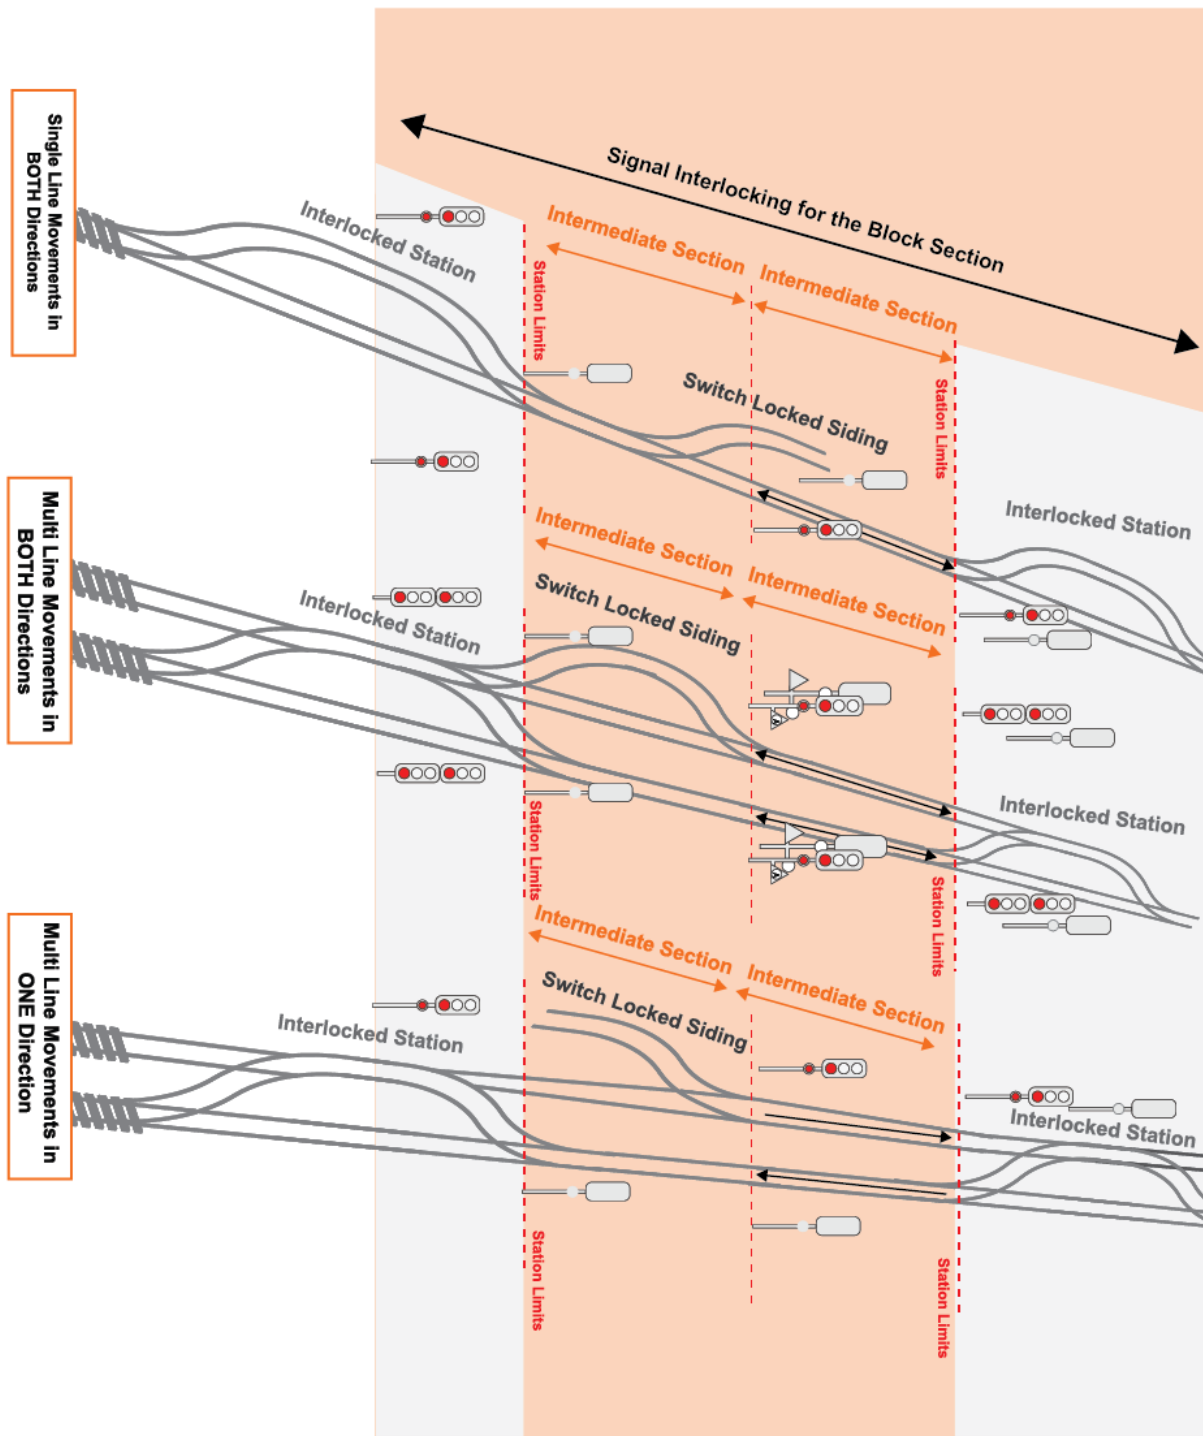 Signal Interlocking for the Block Section
Single Line Movements in
BOTH Directions
Interlocked Station
Intermediate Section
Intermediate Section
Station Limits
Station Limits
Switch Locked Siding
Interlocked Station
Multi Line Movements in
BOTH Directions
Interlocked Station
Intermediate Section
Intermediate Section
Switch Locked Siding
Station Limits
Station Limits
Interlocked Station
Y
Y
Multi Line Movements in
ONE Direction
Interlocked Station
Intermediate Section
Intermediate Section
Switch Locked Siding
Interlocked Station
Station Limits
Station Limits